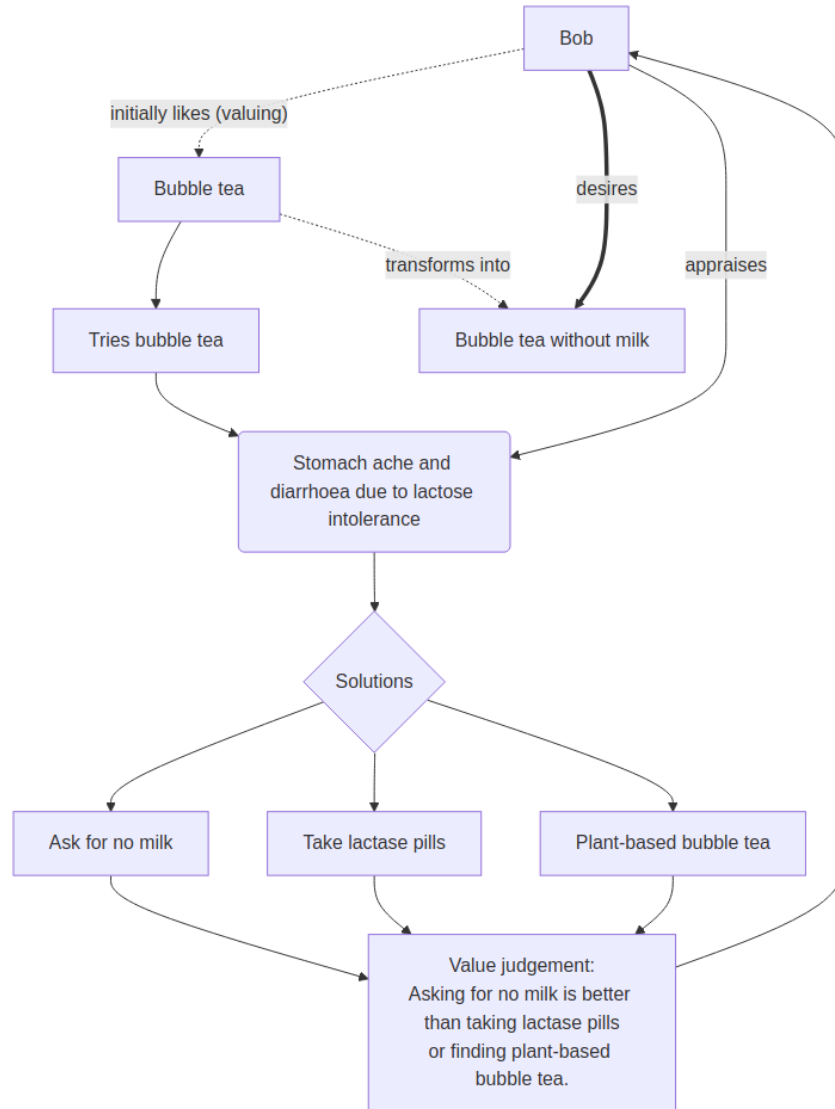 Bob
initially likes (valuing)
Bubble tea
desires
transforms into
appraises
Tries bubble tea
Bubble tea without milk
Stomach ache and
diarrhoea due to lactose
intolerance
Solutions
Ask for no milk
Take lactase pills
Plant-based bubble tea
Value judgement:
Asking for no milk is better
than taking lactase pills
or finding plant-based
bubble tea.